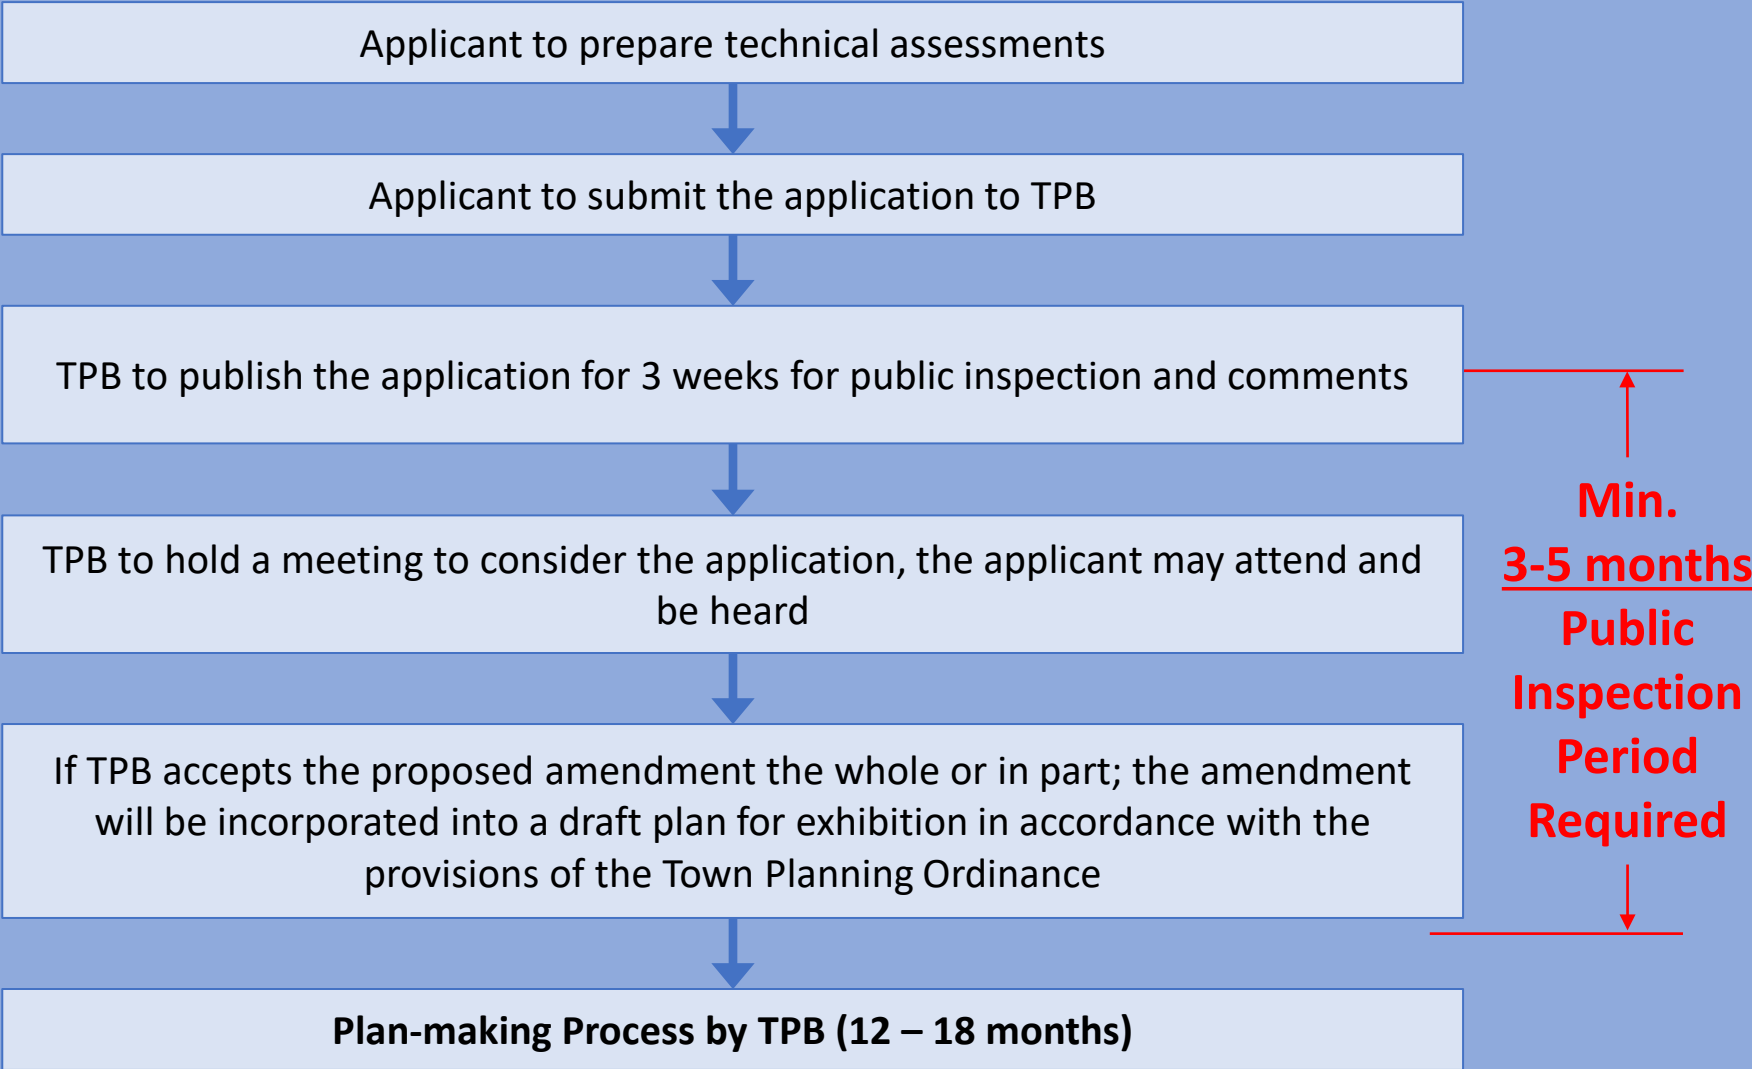 Applicant to prepare technical assessments
Applicant to submit the application to TPB
TPB to publish the application for 3 weeks for public inspection and comments
TPB to hold a meeting to consider the application, the applicant may attend and
be heard
If TPB accepts the proposed amendment the whole or in part; the amendment
will be incorporated into a draft plan for exhibition in accordance with the
provisions of the Town Planning Ordinance
Plan-making Process by TPB (12 – 18 months)
Min.
3-5 months
Public
Inspection
Period
Required